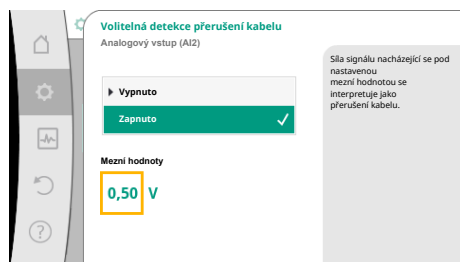 Volitelná detekce přerušení kabelu
Analogový vstup (AI2)
Síla signálu nacházející se pod
nastavenou
mezní hodnotou se
interpretuje jako
přerušení kabelu.
Vypnuto
Zapnuto
Mezní hodnoty
0,50 V
?